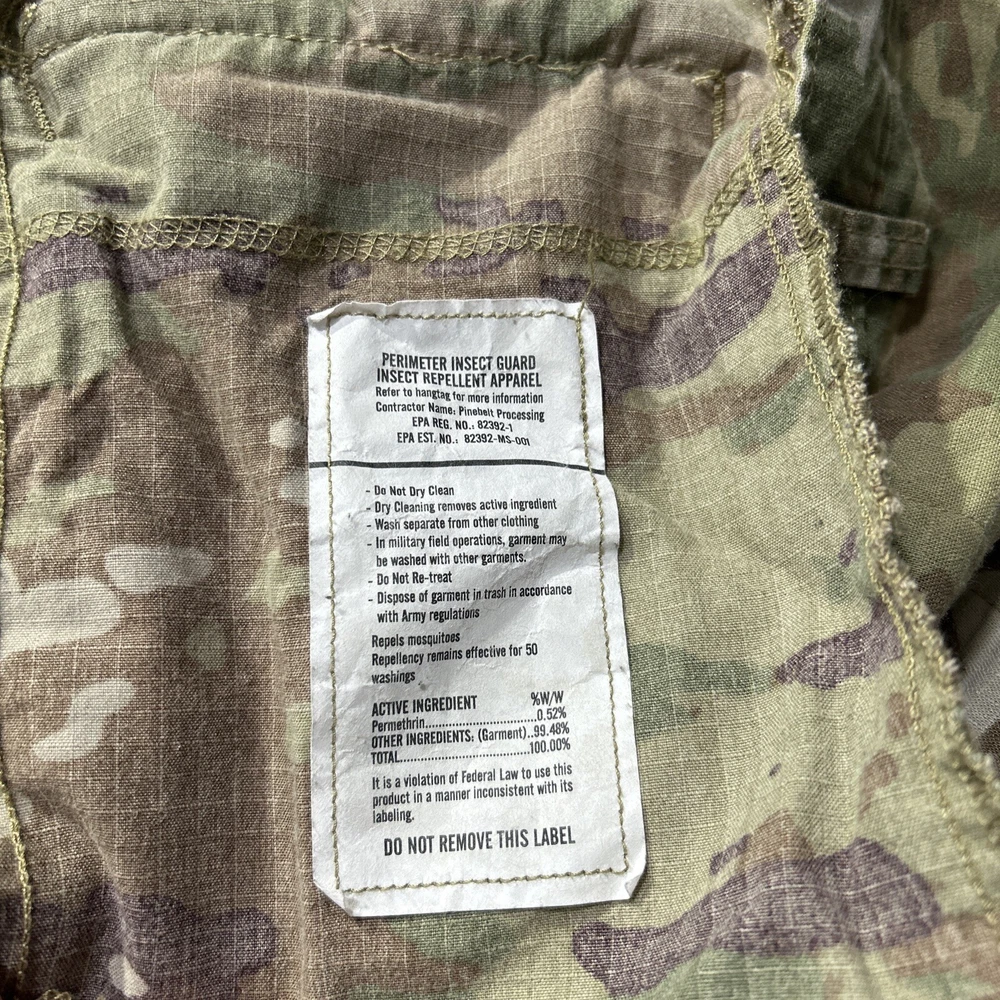 PERIMETER INSECT GUARD
INSECT REPELLENT APPAREL
Refer to hangtag for more information
Contractor Name: Pinebelt Processing
EPA REG. NO.: 82392-1
EPA EST. NO.: 82392-MS-001
- Do Not Dry Clean
- Dry Cleaning removes active ingredient
- Wash separate from other clothing
- In military field operations, garment may
be washed with other garments.
- Do Not Re-treat
- Dispose of garment in trash in accordance
with Army regulations
Repels mosquitoes
Repellency remains effective for 50
washings
ACTIVE INGREDIENT %W/W
Permethrin..............................0.52%
OTHER INGREDIENTS: (Garment)..99.48%
TOTAL..................................100.00%
It is a violation of Federal Law to use this
product in a manner inconsistent with its
labeling.
DO NOT REMOVE THIS LABEL